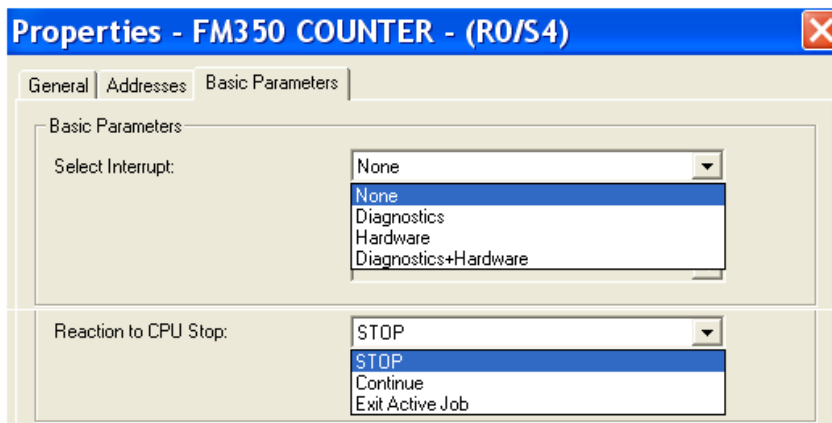 Properties - FM350 COUNTER - (R0/S4)
General Addresses Basic Parameters
Basic Parameters
Select Interrupt: None
None
Diagnostics
Hardware
Diagnostics+Hardware
Reaction to CPU Stop: STOP
STOP
Continue
Exit Active Job